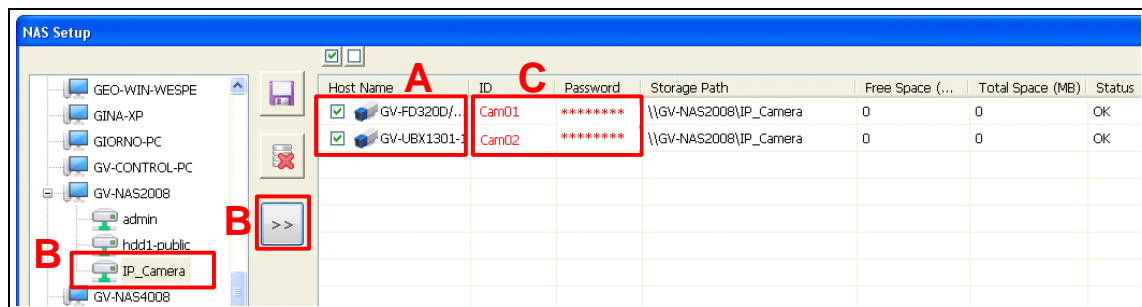 NAS Setup
Host Name A ID C Password Storage Path Free Space (... Total Space (MB) Status
GV-FD320D/... Cam01 ******** \\GV-NAS2008\IP_Camera 0 0 OK
GV-UBX1301-1 Cam02 ******** \\GV-NAS2008\IP_Camera 0 0 OK
GEO-WIN-WESPE
GINA-XP
GIORNO-PC
GV-CONTROL-PC
GV-NAS2008
admin
hdd1-public
B IP_Camera
GV-NAS4008
B >>